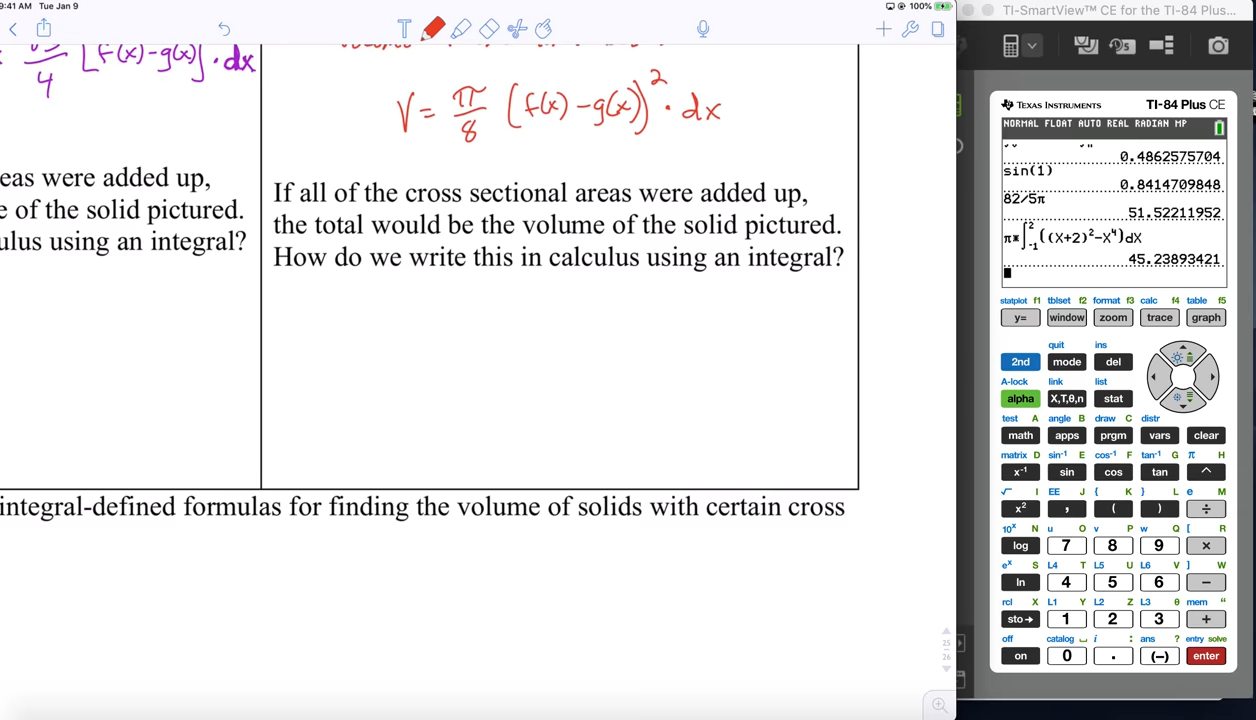 9:41 AM Tue Jan 9
100%
[f(x)-g(x)] · dx
4
V = π/8 (f(x) - g(x))² · dx
eas were added up,
e of the solid pictured.
ulus using an integral?
If all of the cross sectional areas were added up,
the total would be the volume of the solid pictured.
How do we write this in calculus using an integral?
integral-defined formulas for finding the volume of solids with certain cross
25
26
TI-SmartView™ CE for the TI-84 Plus...
TEXAS INSTRUMENTS TI-84 Plus CE
NORMAL FLOAT AUTO REAL RADIAN MP
0.4862575704
sin(1)
0.8414709848
82/5π
51.52211952
π*∫₋₁²((X+2)²-X⁴)dX
45.23893421
statplot f1 tblset f2 format f3 calc f4 table f5
y= window zoom trace graph
quit ins
2nd mode del
A-lock link list
alpha X,T,θ,n stat
test A angle B draw C distr
math apps prgm vars clear
matrix D sin⁻¹ E cos⁻¹ F tan⁻¹ G π H
x⁻¹ sin cos tan ^
√ I EE J { K } L e M
x² , ( ) ÷
10ˣ N u O v P w Q [ R
log 7 8 9 ×
eˣ S L4 T L5 U L6 V ] W
ln 4 5 6 −
rcl X L1 Y L2 Z L3 θ mem “
sto→ 1 2 3 +
off catalog ⎵ i : ans ? entry solve
on 0 . (−) enter